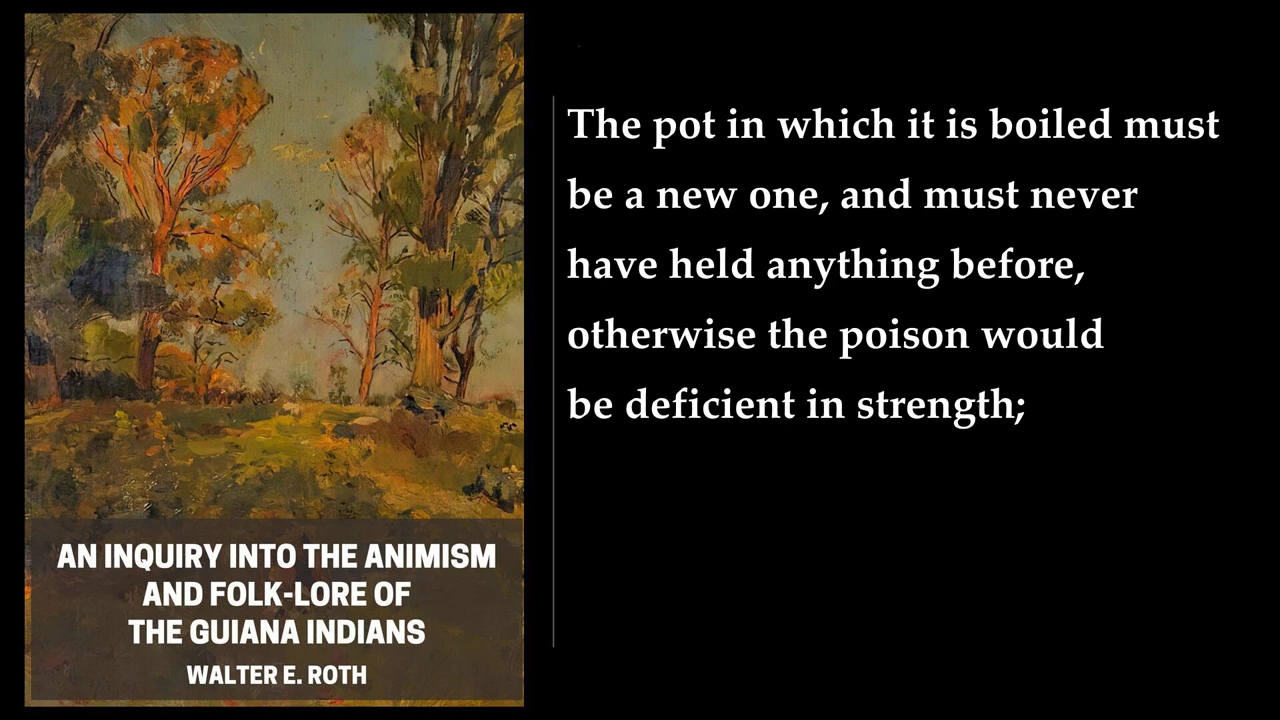 The pot in which it is boiled must
be a new one, and must never
have held anything before,
otherwise the poison would
be deficient in strength;
AN INQUIRY INTO THE ANIMISM
AND FOLK-LORE OF
THE GUIANA INDIANS
WALTER E. ROTH